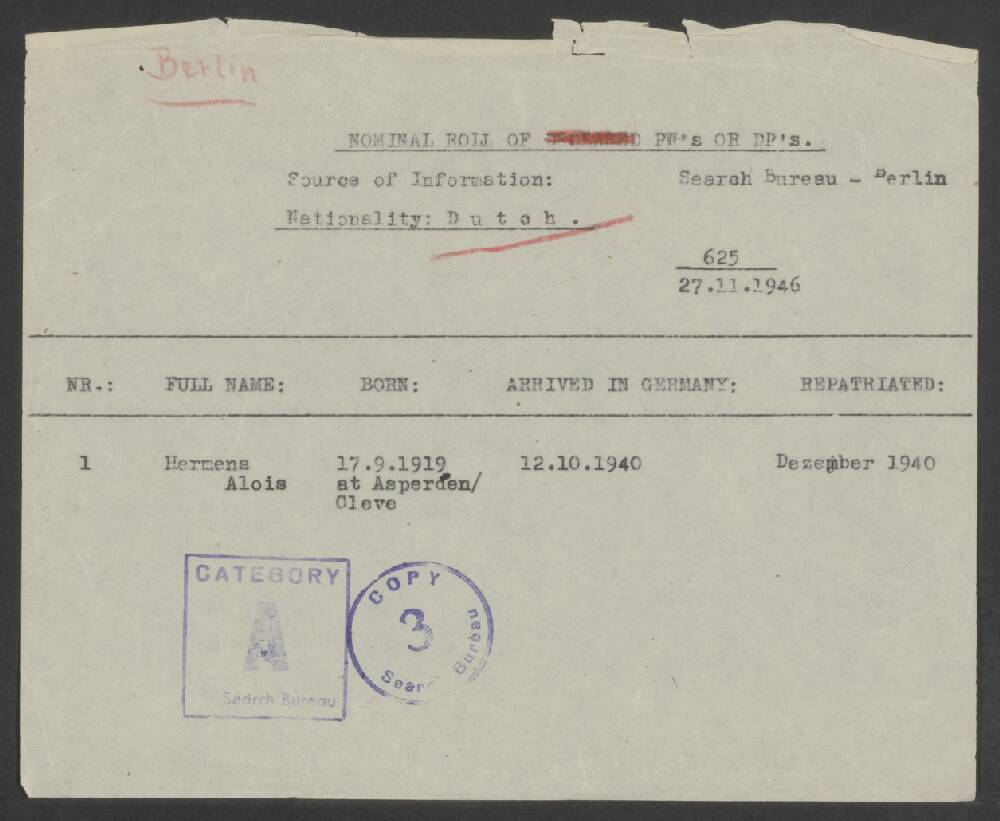 Berlin
NOMINAL ROLL OF DECEASED PW's OR DP's.
Source of Information: Search Bureau - Berlin
Nationality: D u t c h .
625
27.11.1946
NR.: FULL NAME: BORN: ARRIVED IN GERMANY: REPATRIATED:
1 Hermens 17.9.1919 12.10.1940 Dezember 1940
Alois at Asperden/
Cleve
CATEGORY
A
Search Bureau
COPY
3
Search Bureau